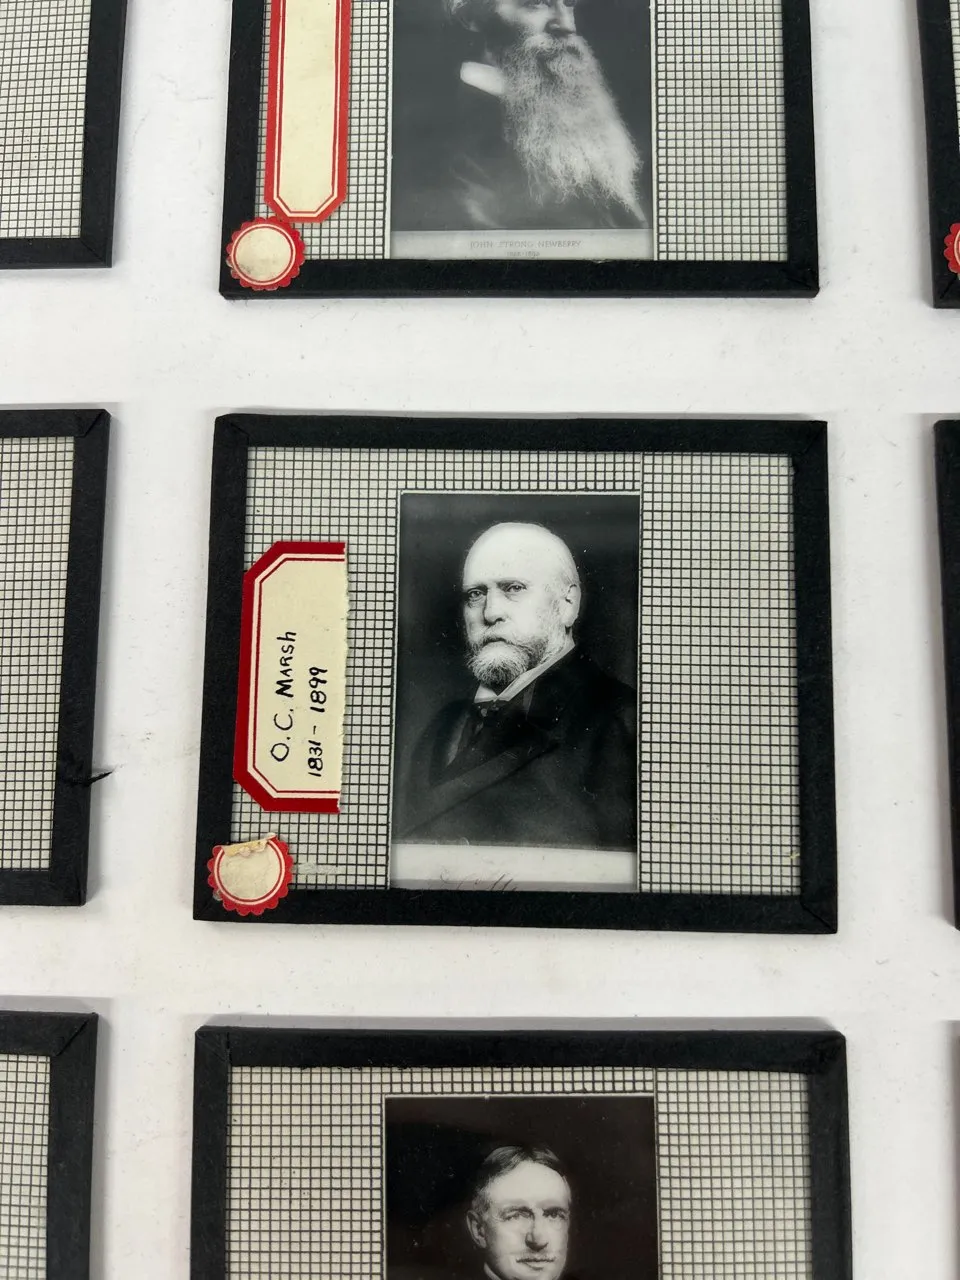 JOHN STRONG NEWBERRY
O.C. MARSH
1831-1899